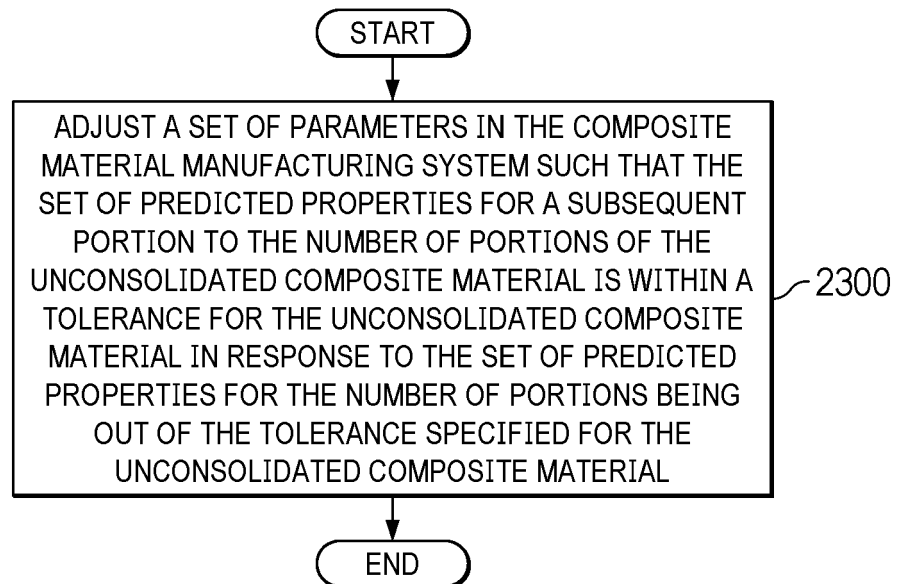 START
ADJUST A SET OF PARAMETERS IN THE COMPOSITE
MATERIAL MANUFACTURING SYSTEM SUCH THAT THE
SET OF PREDICTED PROPERTIES FOR A SUBSEQUENT
PORTION TO THE NUMBER OF PORTIONS OF THE
UNCONSOLIDATED COMPOSITE MATERIAL IS WITHIN A
TOLERANCE FOR THE UNCONSOLIDATED COMPOSITE
MATERIAL IN RESPONSE TO THE SET OF PREDICTED
PROPERTIES FOR THE NUMBER OF PORTIONS BEING
OUT OF THE TOLERANCE SPECIFIED FOR THE
UNCONSOLIDATED COMPOSITE MATERIAL
2300
END